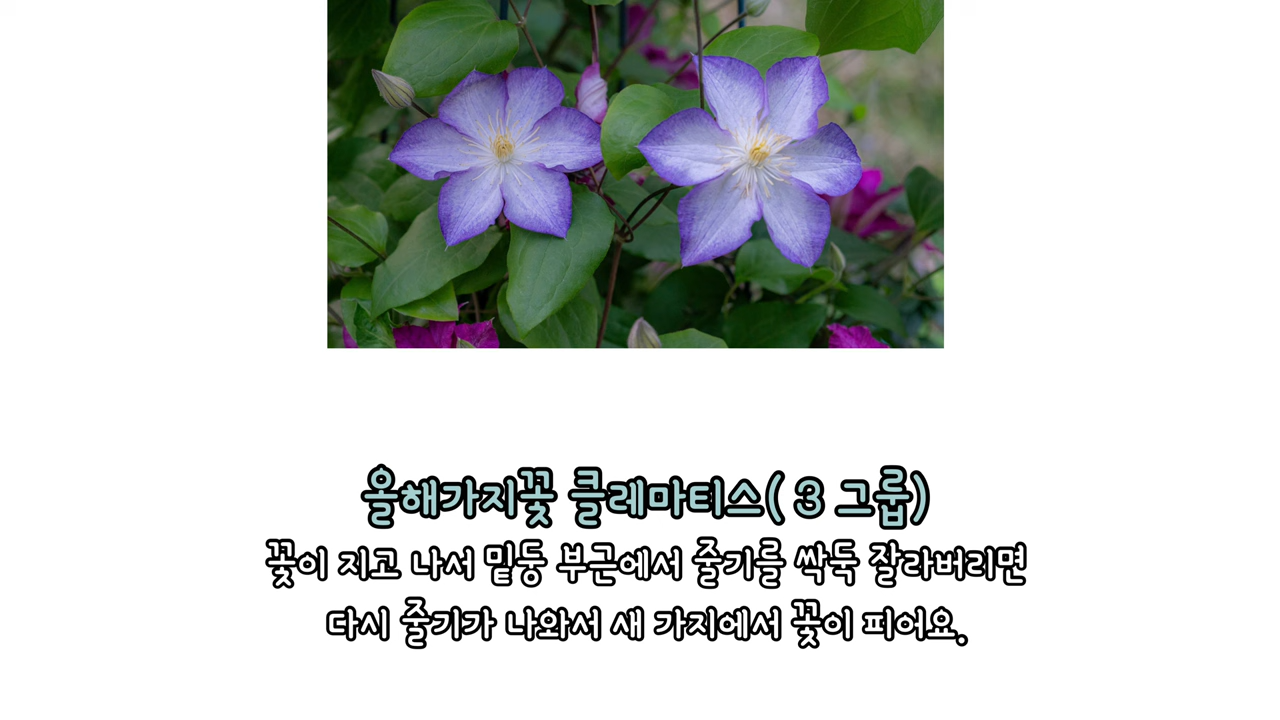 올해가지꽃 클레마티스( 3 그룹)
꽃이 지고 나서 밑둥 부근에서 줄기를 싹둑 잘라버리면
다시 줄기가 나와서 새 가지에서 꽃이 피어요.